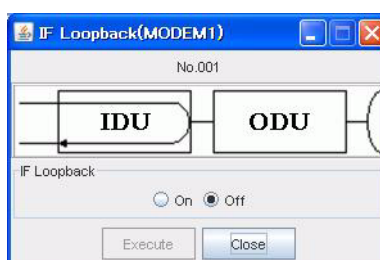 IF Loopback(MODEM1)
No.001
IDU ODU
IF Loopback
On Off
Execute Close